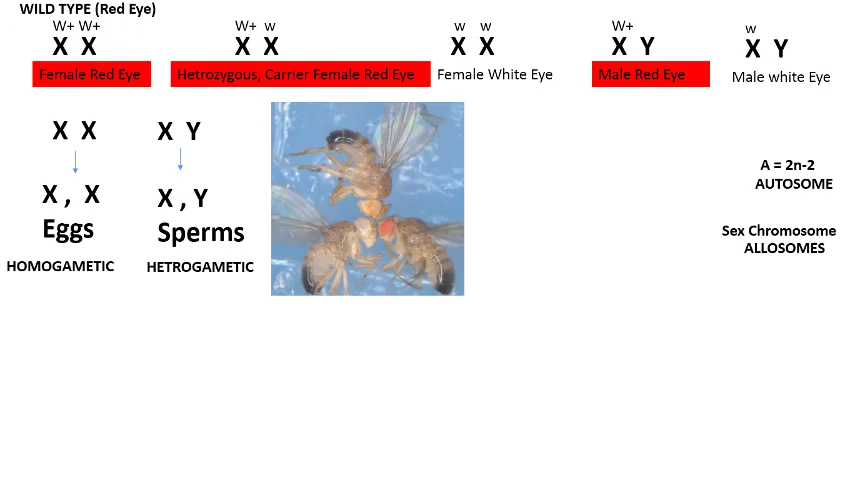 WILD TYPE (Red Eye)
W+ W+
X X
Female Red Eye
W+ w
X X
Hetrozygous, Carrier Female Red Eye
w w
X X
Female White Eye
W+
X Y
Male Red Eye
w
X Y
Male white Eye
X X
X , X
Eggs
HOMOGAMETIC
X Y
X , Y
Sperms
HETROGAMETIC
A = 2n-2
AUTOSOME
Sex Chromosome
ALLOSOMES